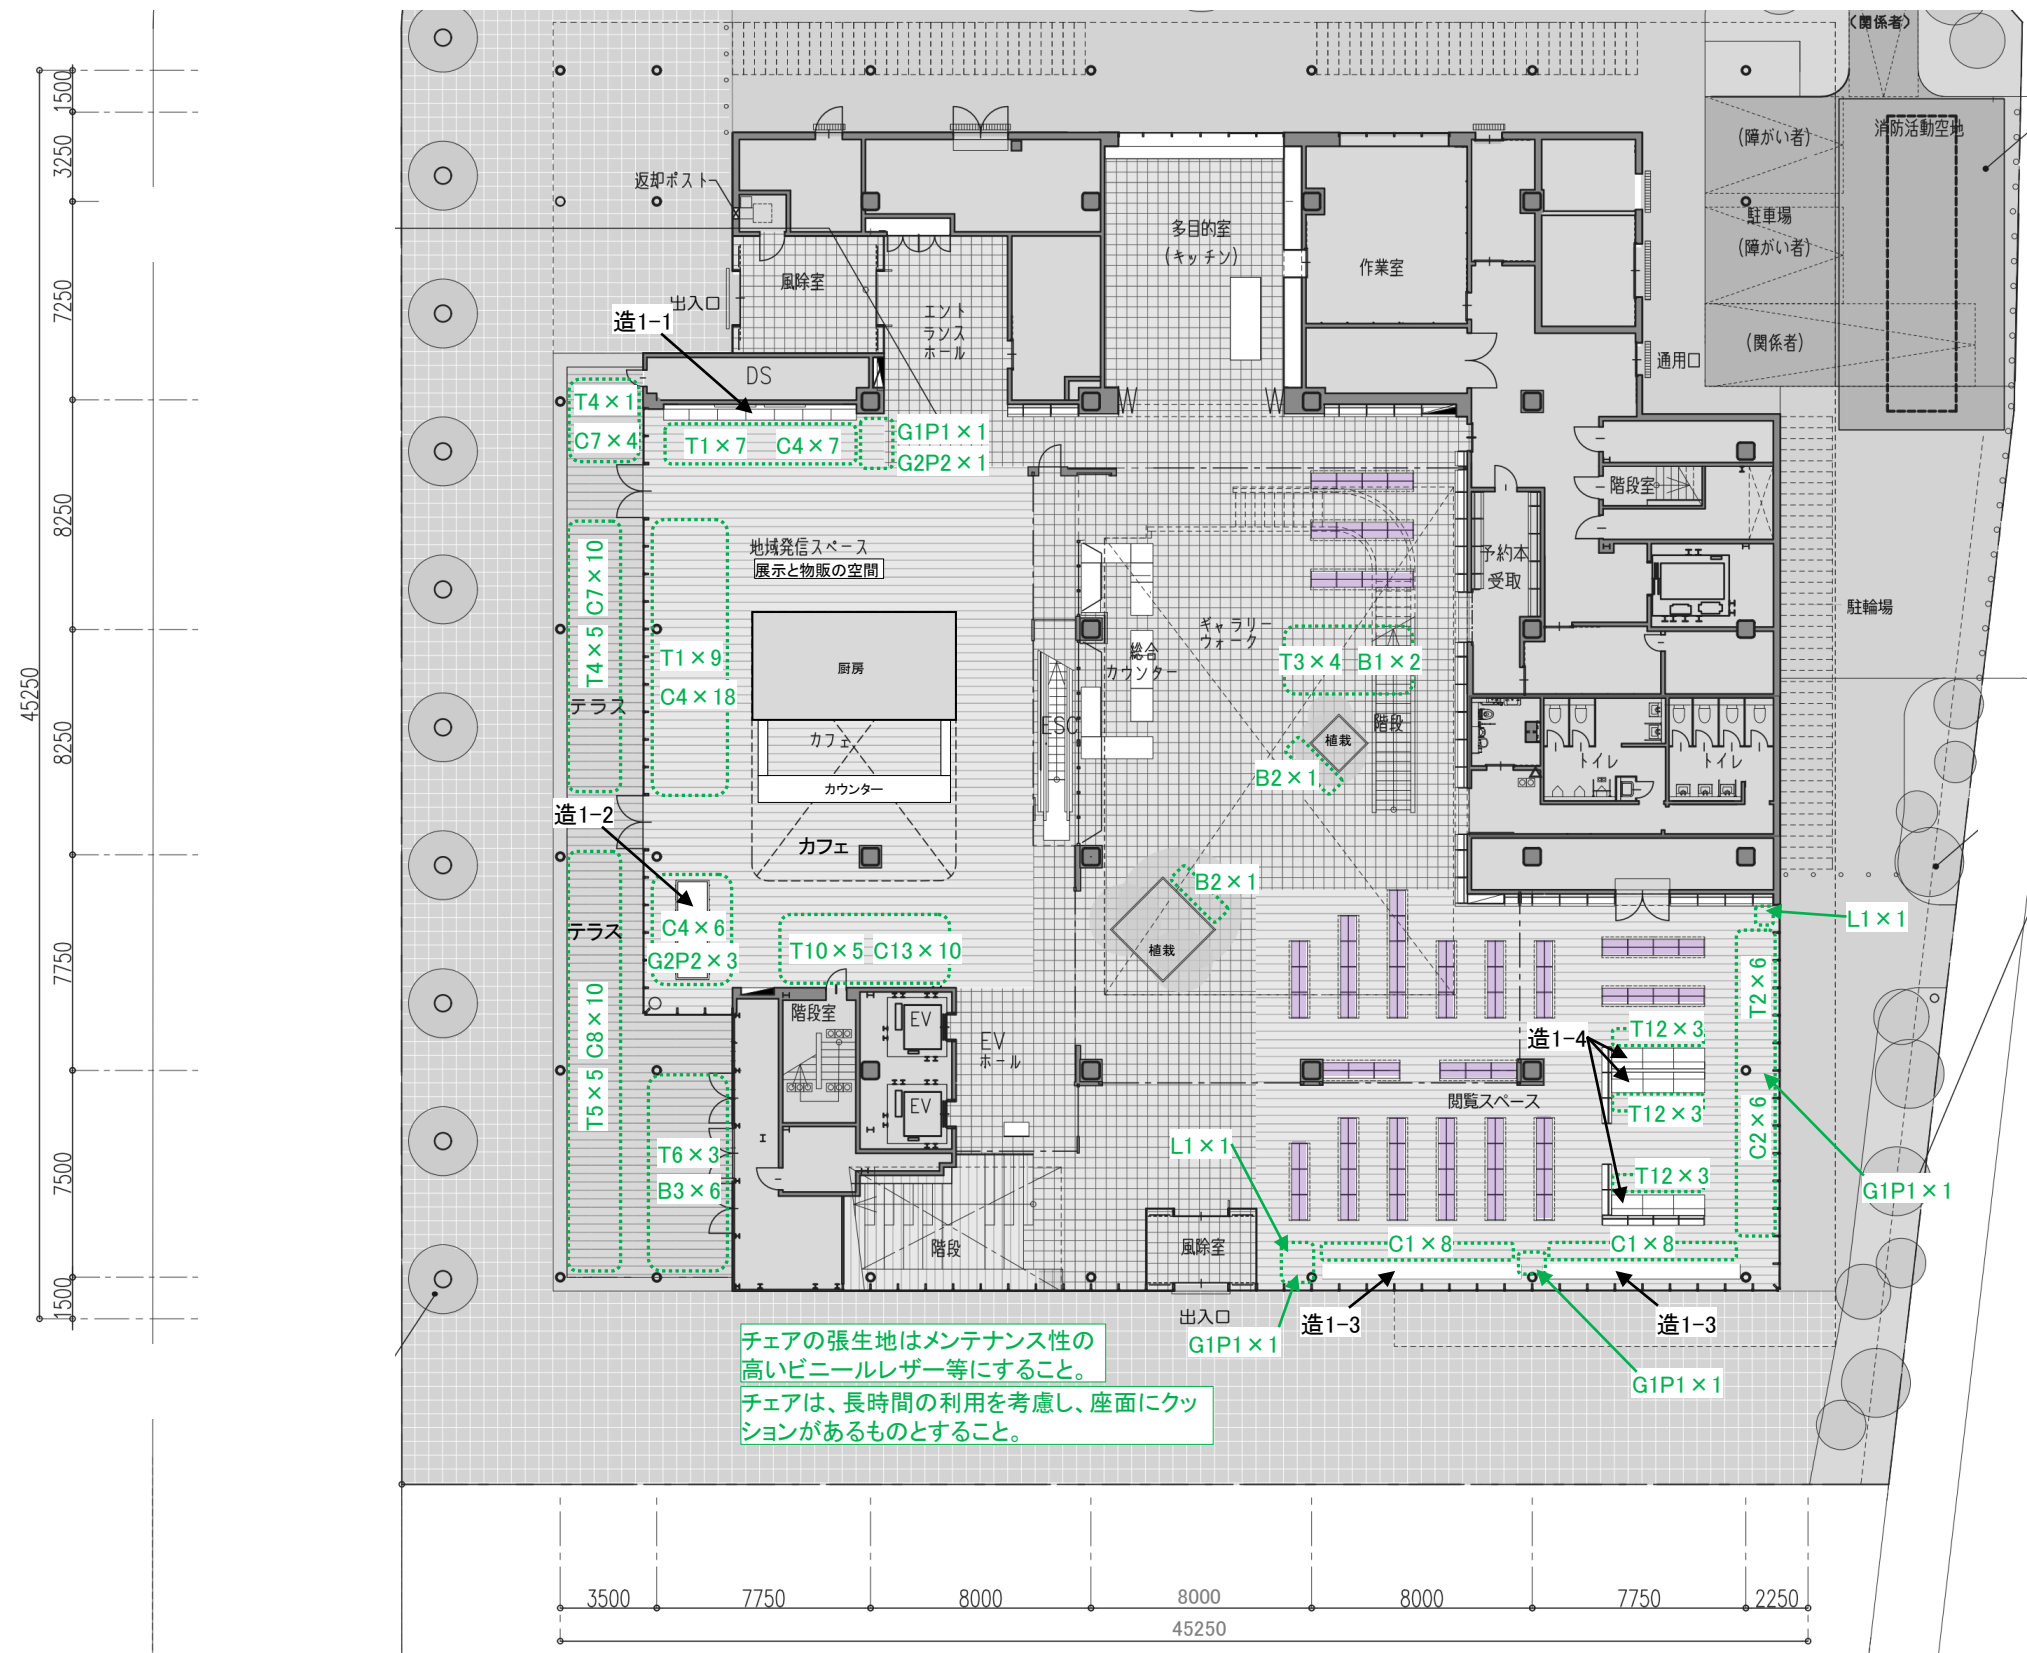 (関係者)
1500
3250
7250
8250
8250
7750
7500
1500
45250
(障がい者)
消防活動空地
駐車場
(障がい者)
(関係者)
返却ポスト
多目的室
(キッチン)
作業室
風除室
出入口
エント
ランス
ホール
通用口
造1-1
DS
T4×1
C7×4
T1×7 C4×7
G1P1×1
G2P2×1
階段室
地域発信スペース
展示と物販の空間
予約本
受取
駐輪場
C7×10
T4×5
テラス
T1×9
C4×18
厨房
カフェ
カウンター
カフェ
ESC
総合
カウンター
ギャラリー
ウォーク
T3×4 B1×2
階段
植栽
B2×1
トイレ
トイレ
造1-2
テラス
C4×6
G2P2×3
T10×5 C13×10
B2×1
植栽
L1×1
T2×6
C8×10
T5×5
階段室
EV
EV
EV
ホール
造1-4
T12×3
T12×3
閲覧スペース
C2×6
T6×3
B3×6
L1×1
T12×3
G1P1×1
階段
風除室
C1×8
C1×8
出入口
G1P1×1
造1-3
造1-3
G1P1×1
チェアの張生地はメンテナンス性の
高いビニールレザー等にすること。
チェアは、長時間の利用を考慮し、座面にクッ
ションがあるものとすること。
3500 7750 8000 8000 8000 7750 2250
45250